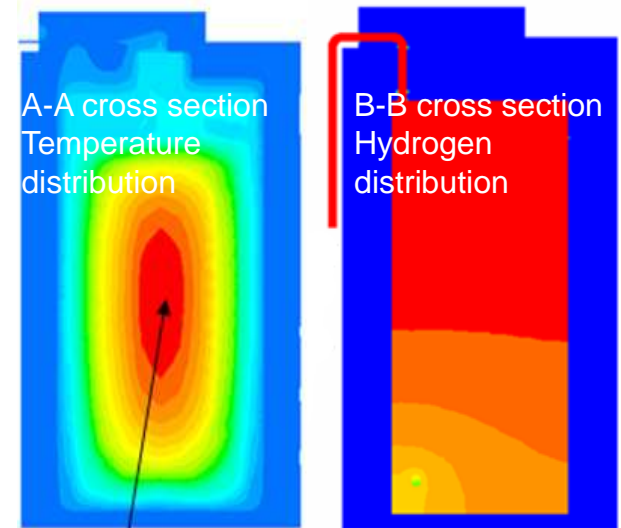 A-A cross section
Temperature
distribution
B-B cross section
Hydrogen
distribution